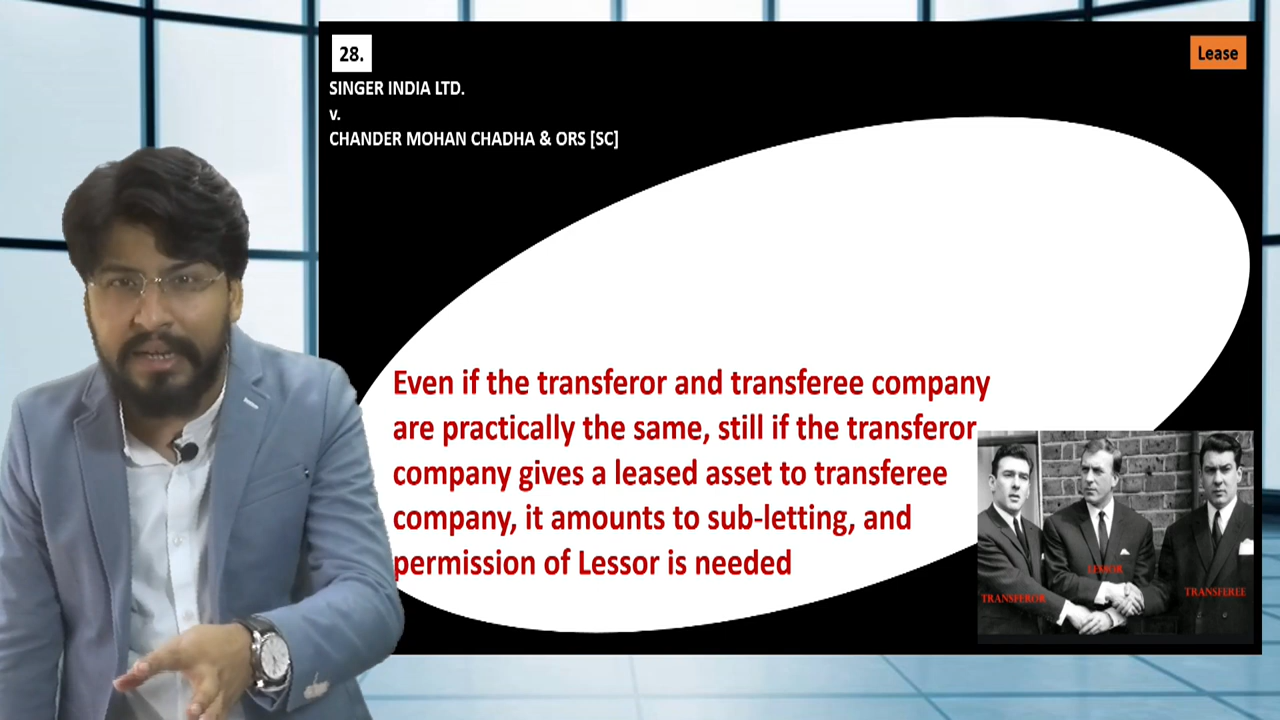 28.
Lease
SINGER INDIA LTD.
v.
CHANDER MOHAN CHADHA & ORS [SC]
Even if the transferor and transferee company
are practically the same, still if the transferor
company gives a leased asset to transferee
company, it amounts to sub-letting, and
permission of Lessor is needed
LESSOR
TRANSFEROR
TRANSFEREE